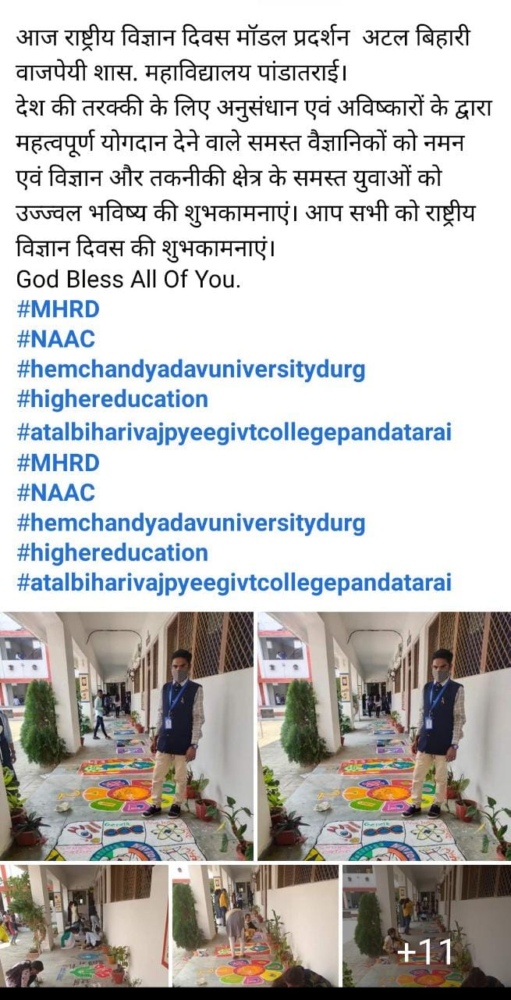 आज राष्ट्रीय विज्ञान दिवस मॉडल प्रदर्शन अटल बिहारी
वाजपेयी शास. महाविद्यालय पांडातराई।
देश की तरक्की के लिए अनुसंधान एवं अविष्कारों के द्वारा
महत्वपूर्ण योगदान देने वाले समस्त वैज्ञानिकों को नमन
एवं विज्ञान और तकनीकी क्षेत्र के समस्त युवाओं को
उज्ज्वल भविष्य की शुभकामनाएं। आप सभी को राष्ट्रीय
विज्ञान दिवस की शुभकामनाएं।
God Bless All Of You.
#MHRD
#NAAC
#hemchandyadavuniversitydurg
#highereducation
#atalbiharivajpyeegivtcollegepandatarai
#MHRD
#NAAC
#hemchandyadavuniversitydurg
#highereducation
#atalbiharivajpyeegivtcollegepandatarai
+11